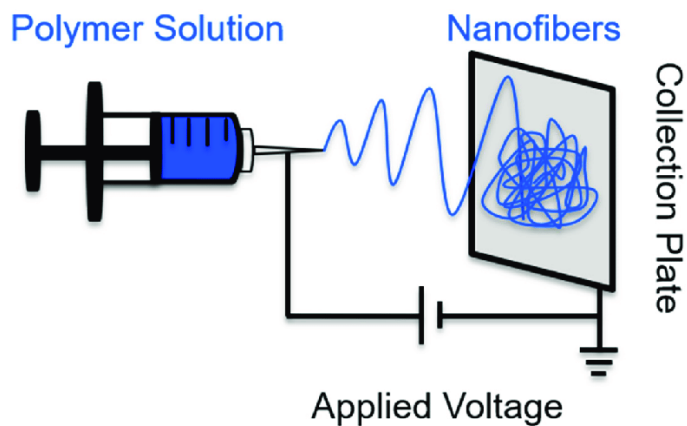 Polymer Solution
Nanofibers
Collection Plate
Applied Voltage